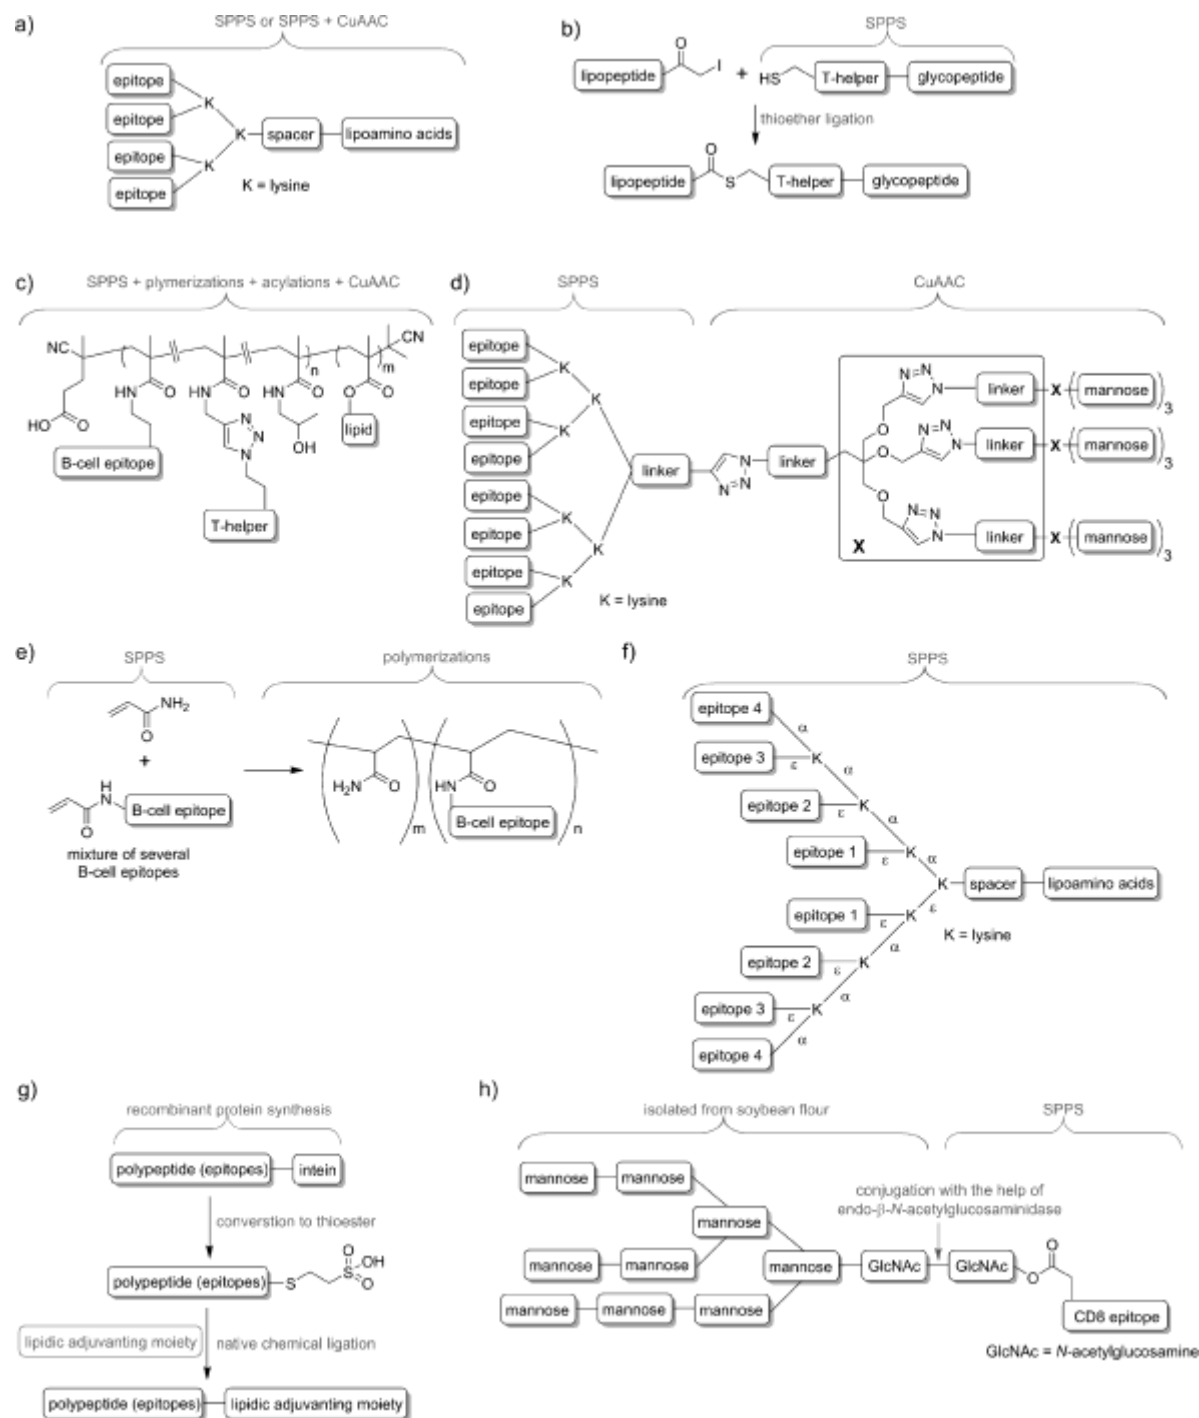 a)
SPPS or SPPS + CuAAC
epitope
epitope
epitope
epitope
K
K
K
spacer
lipoamino acids
K = lysine
b)
SPPS
lipopeptide
O
I
+
HS
T-helper
glycopeptide
thioether ligation
lipopeptide
O
S
T-helper
glycopeptide
c)
SPPS + plymerizations + acylations + CuAAC
NC
CN
n
m
HN
O
HN
O
HN
O
O
O
HO
O
N
N
N
OH
lipid
B-cell epitope
T-helper
d)
SPPS
CuAAC
epitope
epitope
epitope
epitope
epitope
epitope
epitope
epitope
K
K
K
K
K
K
linker
N
N
N
linker
O
O
O
N=N
N
N=N
N
N=N
N
linker
X
mannose
3
linker
X
mannose
3
linker
X
mannose
3
X
K = lysine
e)
SPPS
polymerizations
NH2
O
+
H
N
O
B-cell epitope
mixture of several
B-cell epitopes
H2N
O
m
HN
O
B-cell epitope
n
f)
SPPS
epitope 4
α
epitope 3
ε
K
α
epitope 2
ε
K
α
epitope 1
ε
K
α
K
spacer
lipoamino acids
ε
epitope 1
ε
K
K = lysine
α
epitope 2
ε
K
α
epitope 3
ε
K
α
epitope 4
g)
recombinant protein synthesis
polypeptide (epitopes)
intein
converstion to thioester
polypeptide (epitopes)
S
O
S
OH
O
lipidic adjuvanting moiety
native chemical ligation
polypeptide (epitopes)
lipidic adjuvanting moiety
h)
isolated from soybean flour
SPPS
mannose
mannose
mannose
conjugation with the help of
endo-β-N-acetylglucosaminidase
mannose
mannose
mannose
GlcNAc
GlcNAc
O
O
mannose
mannose
mannose
CD8 epitope
GlcNAc = N-acetylglucosamine